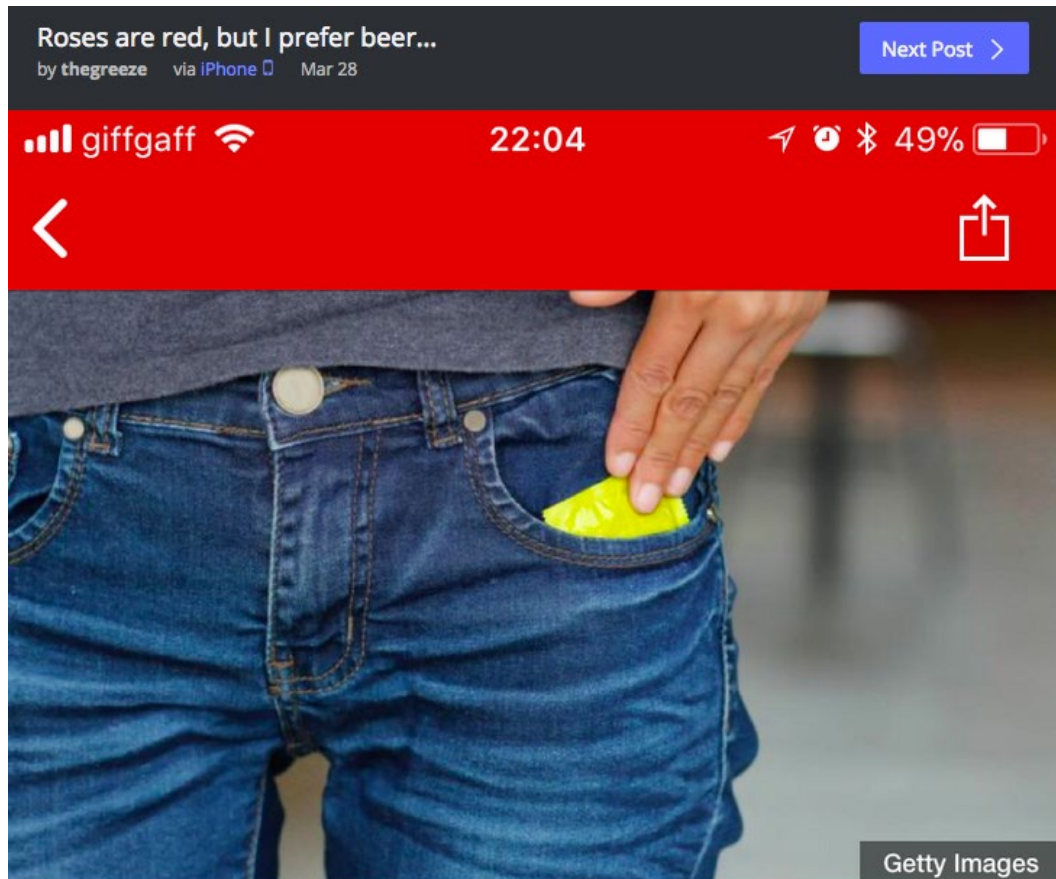 Roses are red, but I prefer beer...
by thegreeze via iPhone Mar 28
Next Post
giffgaff 22:04 49%
Getty Images